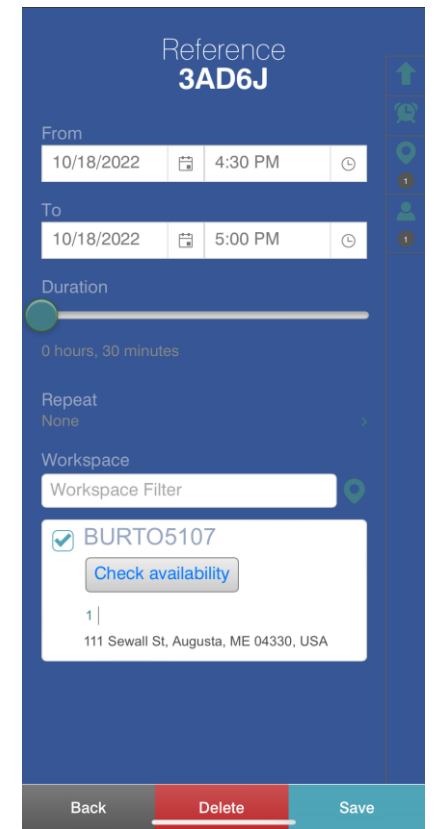 Reference
3AD6J
From
10/18/2022 4:30 PM
1
To
1
10/18/2022 5:00 PM
Duration
0 hours, 30 minutes
Repeat
None
Workspace
Workspace Filter
BURTO5107
Check availability
1
111 Sewall St, Augusta, ME 04330, USA
Back Delete Save